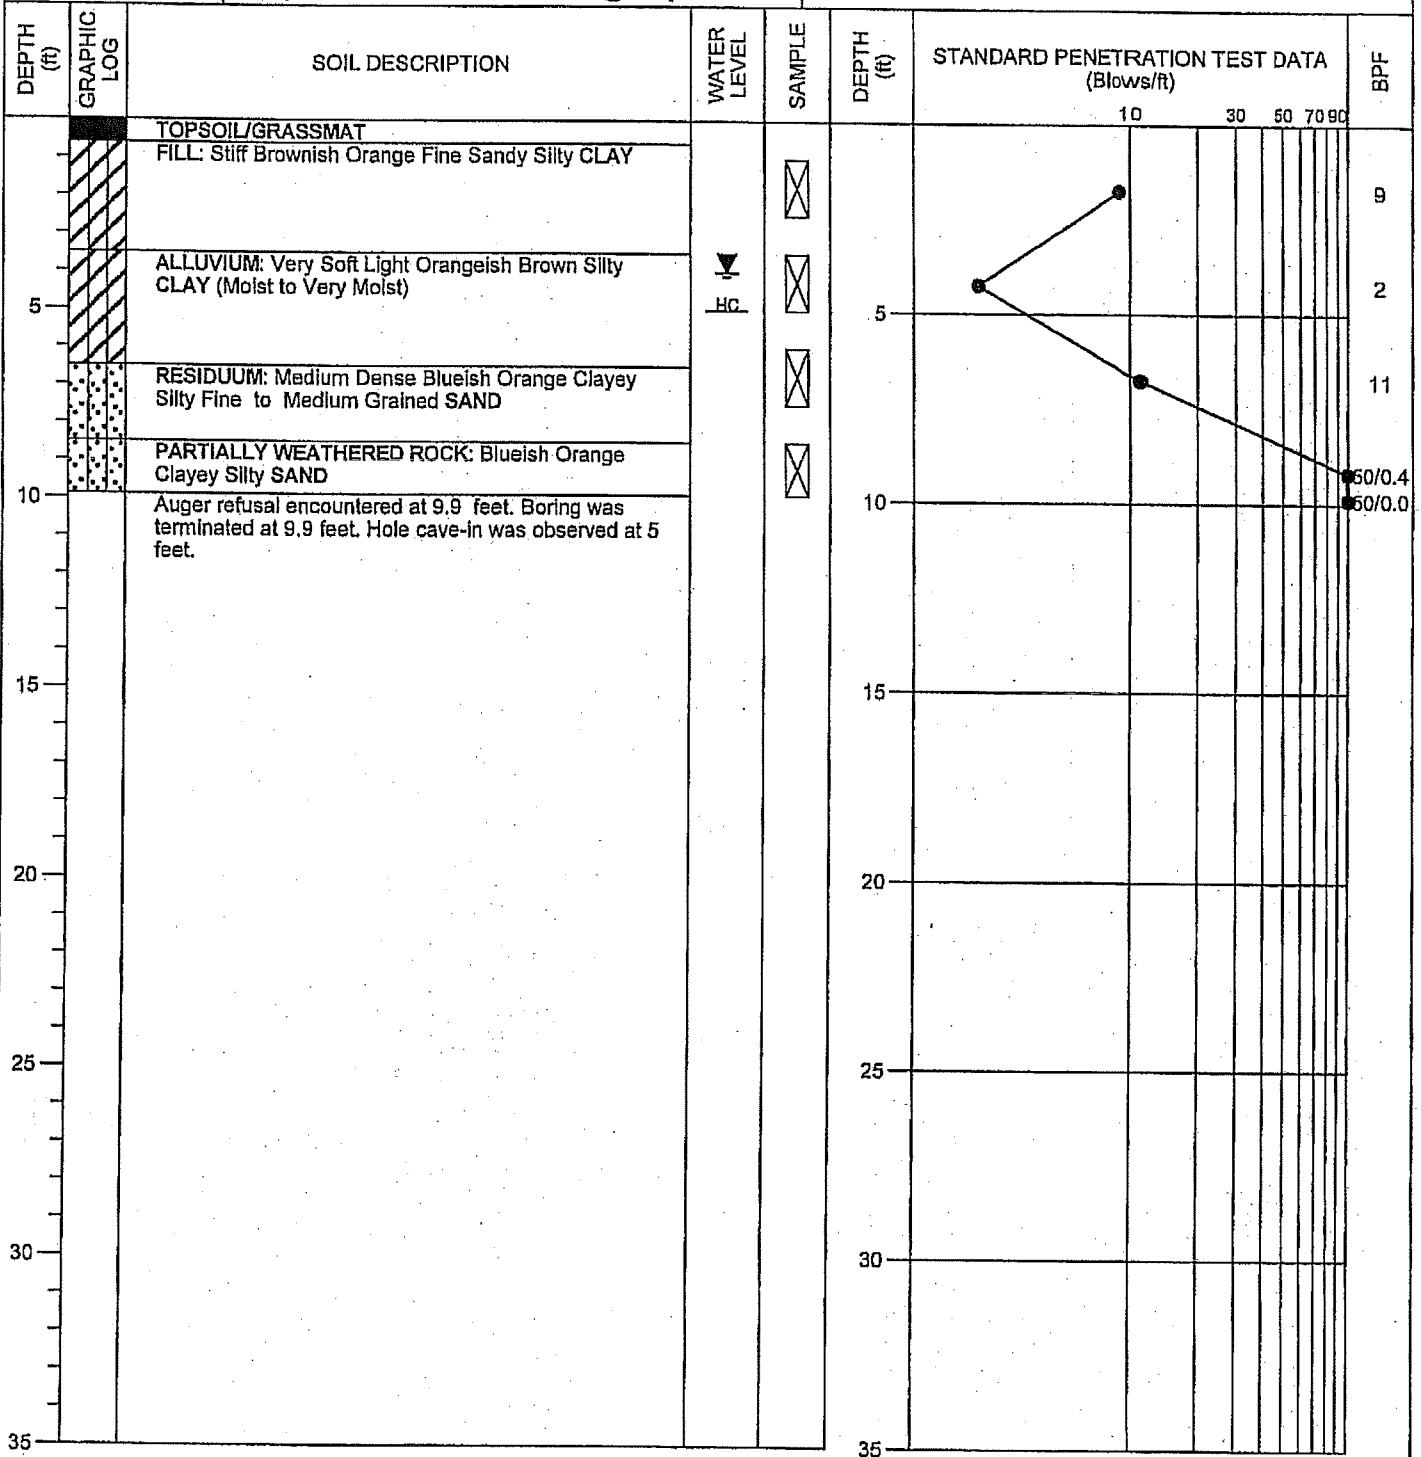 DEPTH
(ft)
GRAPHIC
LOG
SOIL DESCRIPTION
WATER
LEVEL
SAMPLE
DEPTH
(ft)
STANDARD PENETRATION TEST DATA
(Blows/ft)
BPF
10 30 50 70 90
TOPSOIL/GRASSMAT
FILL: Stiff Brownish Orange Fine Sandy Silty CLAY
9
ALLUVIUM: Very Soft Light Orangeish Brown Silty
CLAY (Moist to Very Moist)
HC
2
5
5
RESIDUUM: Medium Dense Blueish Orange Clayey
Silty Fine to Medium Grained SAND
11
PARTIALLY WEATHERED ROCK: Blueish Orange
Clayey Silty SAND
50/0.4
10
10
50/0.0
Auger refusal encountered at 9.9 feet. Boring was
terminated at 9.9 feet. Hole cave-in was observed at 5
feet.
15
15
20
20
25
25
30
30
35
35